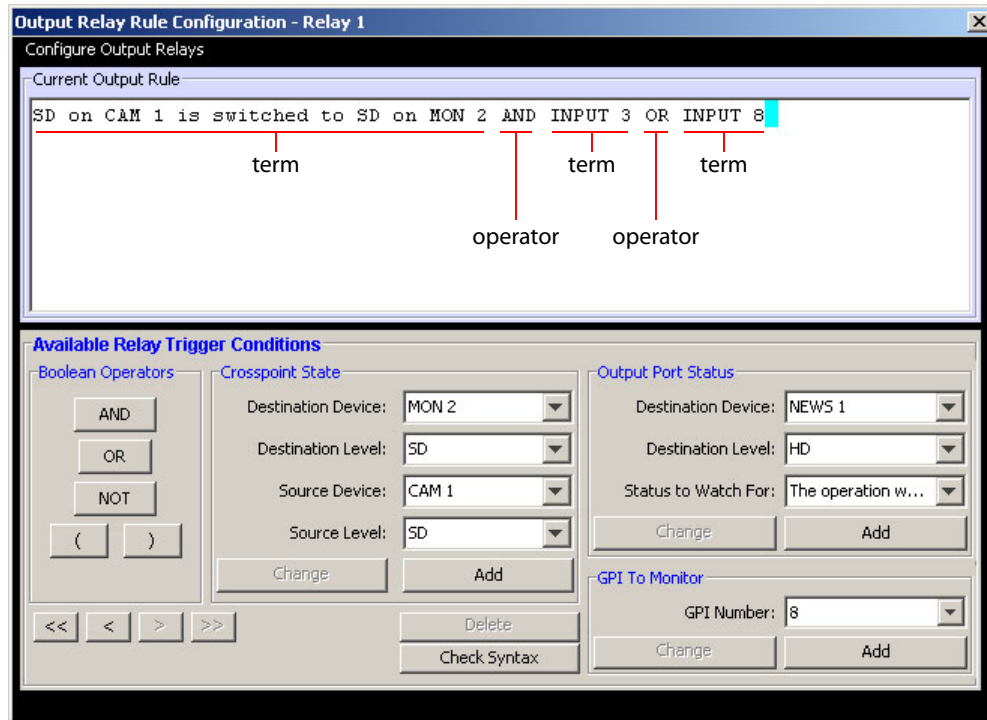 Output Relay Rule Configuration - Relay 1
Configure Output Relays
Current Output Rule
SD on CAM 1 is switched to SD on MON 2 AND INPUT 3 OR INPUT 8
term term term
operator operator
Available Relay Trigger Conditions
Boolean Operators
AND
OR
NOT
( )
Crosspoint State
Destination Device: MON 2
Destination Level: SD
Source Device: CAM 1
Source Level: SD
Change Add
Output Port Status
Destination Device: NEWS 1
Destination Level: HD
Status to Watch For: The operation w...
Change Add
GPI To Monitor
GPI Number: 8
Change Add
<< < > >>
Delete
Check Syntax